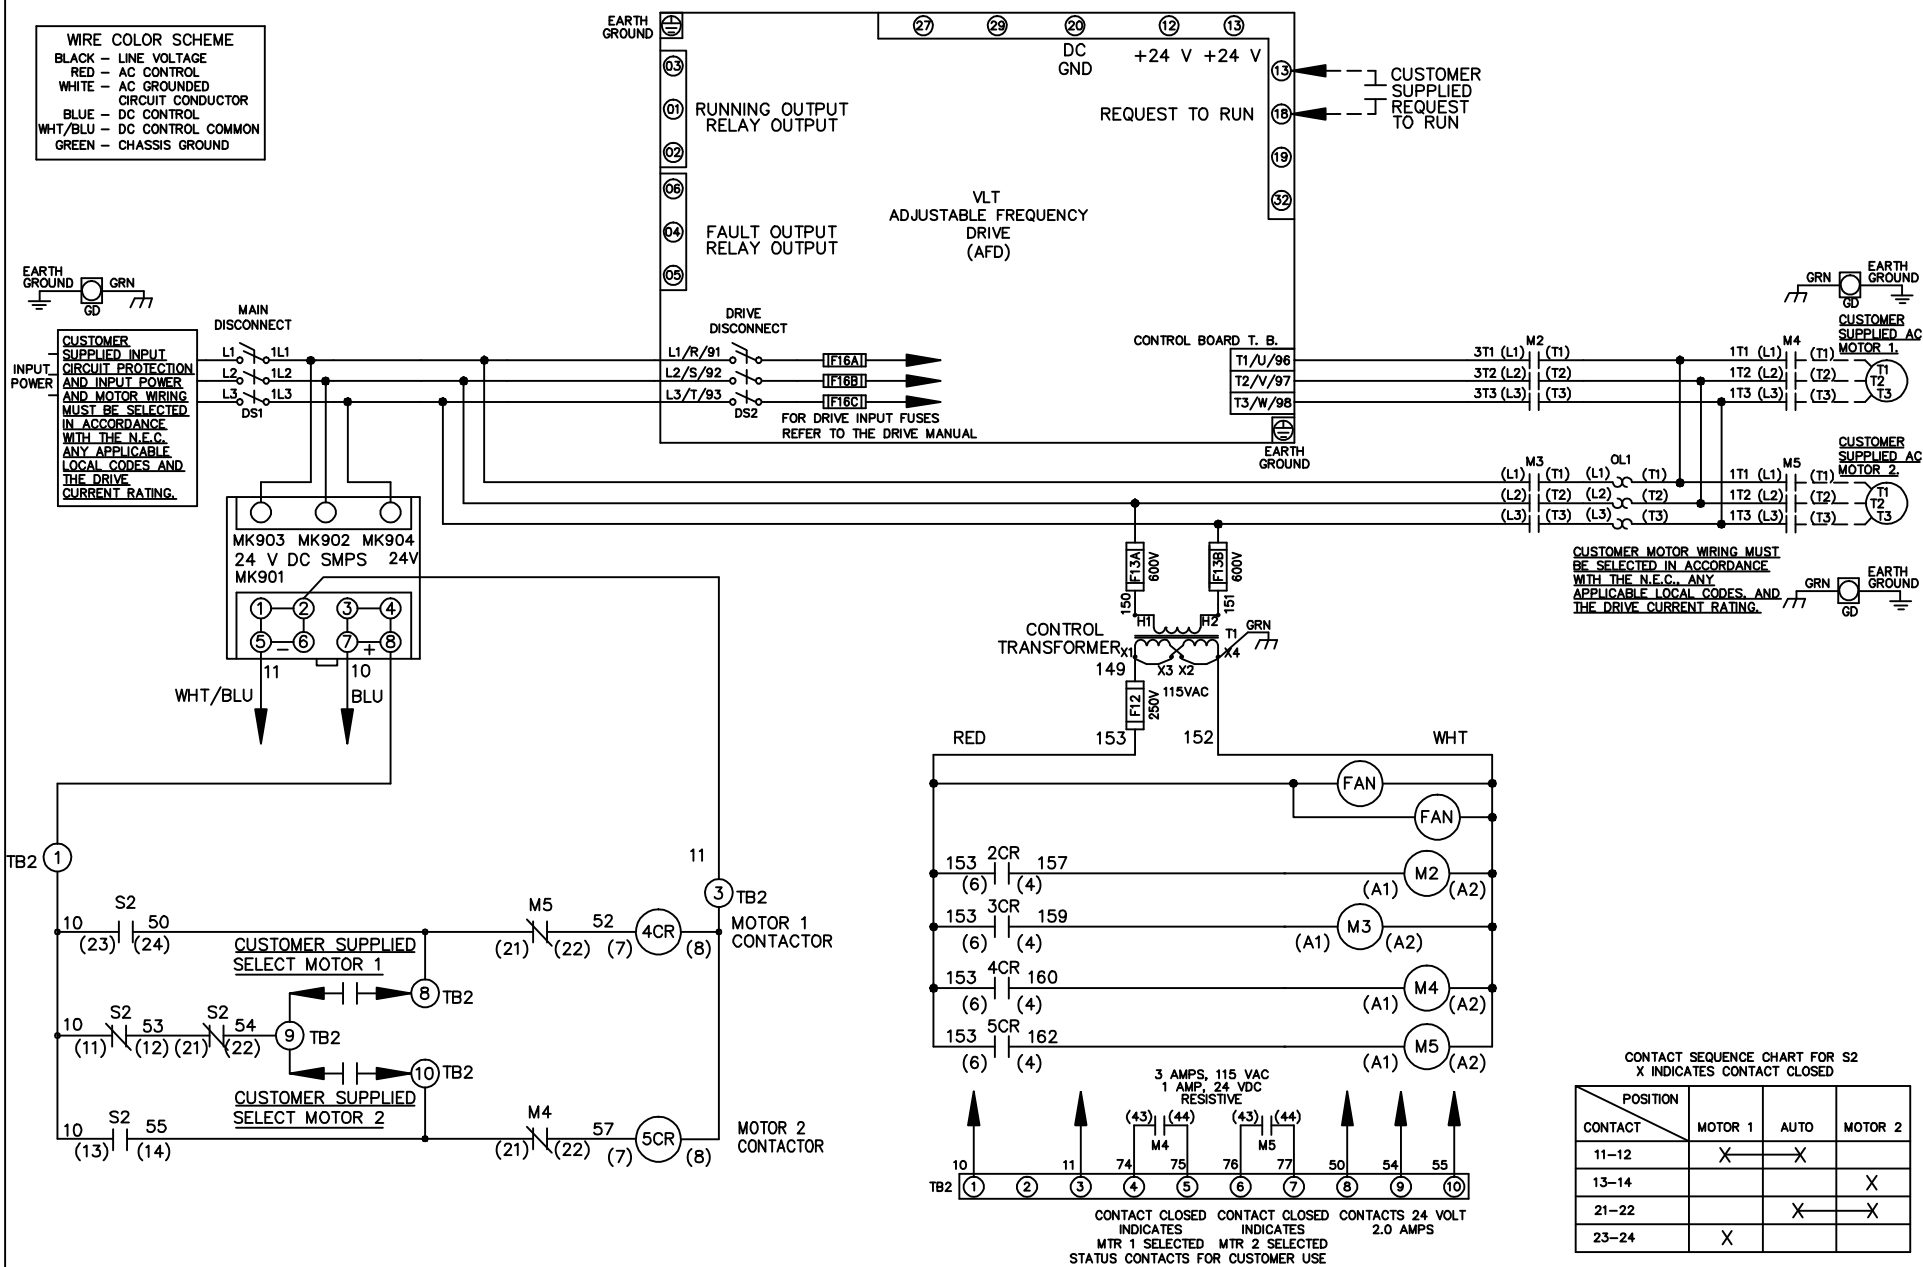 WIRE COLOR SCHEME
BLACK – LINE VOLTAGE
RED – AC CONTROL
WHITE – AC GROUNDED
CIRCUIT CONDUCTOR
BLUE – DC CONTROL
WHT/BLU – DC CONTROL COMMON
GREEN – CHASSIS GROUND
EARTH
GROUND
27 29 20 12 13
DC
GND
+24 V +24 V
03
01
02
RUNNING OUTPUT
RELAY OUTPUT
06
04
05
FAULT OUTPUT
RELAY OUTPUT
13
18
19
32
REQUEST TO RUN
CUSTOMER
SUPPLIED
REQUEST
TO RUN
VLT
ADJUSTABLE FREQUENCY
DRIVE
(AFD)
EARTH
GROUND
GRN
GD
INPUT
POWER
CUSTOMER
SUPPLIED INPUT
CIRCUIT PROTECTION
AND INPUT POWER
AND MOTOR WIRING
MUST BE SELECTED
IN ACCORDANCE
WITH THE N.E.C.
ANY APPLICABLE
LOCAL CODES AND
THE DRIVE
CURRENT RATING.
MAIN
DISCONNECT
L1 1L1
L2 1L2
L3 1L3
DS1
DRIVE
DISCONNECT
L1/R/91
L2/S/92
L3/T/93
DS2
F16A
F16B
F16C
FOR DRIVE INPUT FUSES
REFER TO THE DRIVE MANUAL
CONTROL BOARD T. B.
T1/U/96
T2/V/97
T3/W/98
EARTH
GROUND
M2
3T1 (L1) (T1)
3T2 (L2) (T2)
3T3 (L3) (T3)
M4
1T1 (L1) (T1)
1T2 (L2) (T2)
1T3 (L3) (T3)
GRN
GD
EARTH
GROUND
CUSTOMER
SUPPLIED AC
MOTOR 1.
T1
T2
T3
M3 OL1
(L1) (T1) (L1) (T1)
(L2) (T2) (L2) (T2)
(L3) (T3) (L3) (T3)
M5
1T1 (L1) (T1)
1T2 (L2) (T2)
1T3 (L3) (T3)
CUSTOMER
SUPPLIED AC
MOTOR 2.
T1
T2
T3
CUSTOMER MOTOR WIRING MUST
BE SELECTED IN ACCORDANCE
WITH THE N.E.C., ANY
APPLICABLE LOCAL CODES, AND
THE DRIVE CURRENT RATING.
GRN
GD
EARTH
GROUND
MK903 MK902 MK904
24 V DC SMPS 24V
MK901
1 2 3 4
5 – 6 7 + 8
11 10
WHT/BLU BLU
F13A
600V
F13B
600V
150 151
H1 H2
CONTROL
TRANSFORMER
T1
GRN
X1 X3 X2 X4
149
115VAC
F12
250V
153 152
RED WHT
FAN
FAN
153 2CR 157
(6) (4)
(A1) M2 (A2)
153 3CR 159
(6) (4)
(A1) M3 (A2)
153 4CR 160
(6) (4)
(A1) M4 (A2)
153 5CR 162
(6) (4)
(A1) M5 (A2)
TB2 1
11
3 TB2
S2
10 50
(23) (24)
M5
(21) (22)
52
(7) 4CR (8)
MOTOR 1
CONTACTOR
CUSTOMER SUPPLIED
SELECT MOTOR 1
8 TB2
S2 S2
10 53 54
(11) (12) (21) (22)
9 TB2
10 TB2
CUSTOMER SUPPLIED
SELECT MOTOR 2
S2
10 55
(13) (14)
M4
(21) (22)
57
(7) 5CR (8)
MOTOR 2
CONTACTOR
3 AMPS, 115 VAC
1 AMP, 24 VDC
RESISTIVE
(43) (44) (43) (44)
M4 M5
10 11 74 75 76 77 50 54 55
TB2 1 2 3 4 5 6 7 8 9 10
CONTACT CLOSED
INDICATES
MTR 1 SELECTED
CONTACT CLOSED
INDICATES
MTR 2 SELECTED
CONTACTS 24 VOLT
2.0 AMPS
STATUS CONTACTS FOR CUSTOMER USE
CONTACT SEQUENCE CHART FOR S2
X INDICATES CONTACT CLOSED
POSITION
CONTACT MOTOR 1 AUTO MOTOR 2
11–12 X X
13–14 X
21–22 X X
23–24 X